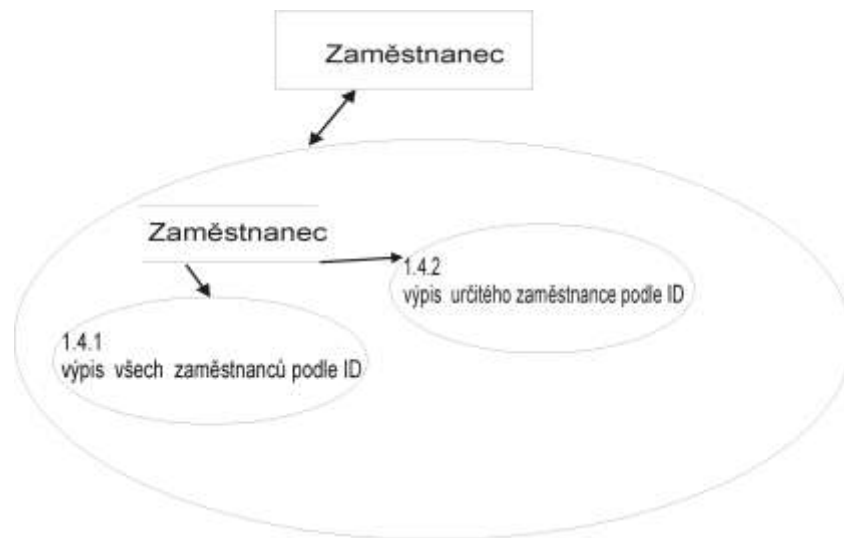 Zaměstnanec
Zaměstnanec
1.4.2
výpis určitého zaměstnance podle ID
1.4.1
výpis všech zaměstnanců podle ID